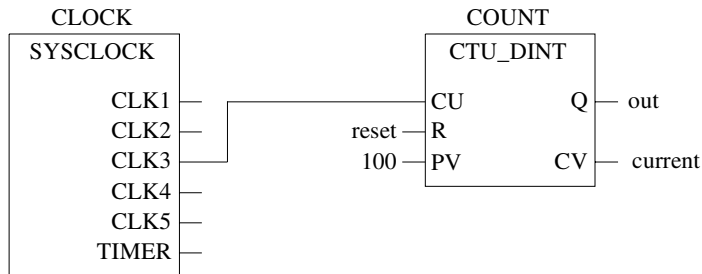 CLOCK
SYSCLOCK
CLK1
CLK2
CLK3
CLK4
CLK5
TIMER
COUNT
CTU_DINT
CU Q out
reset R
100 PV CV current